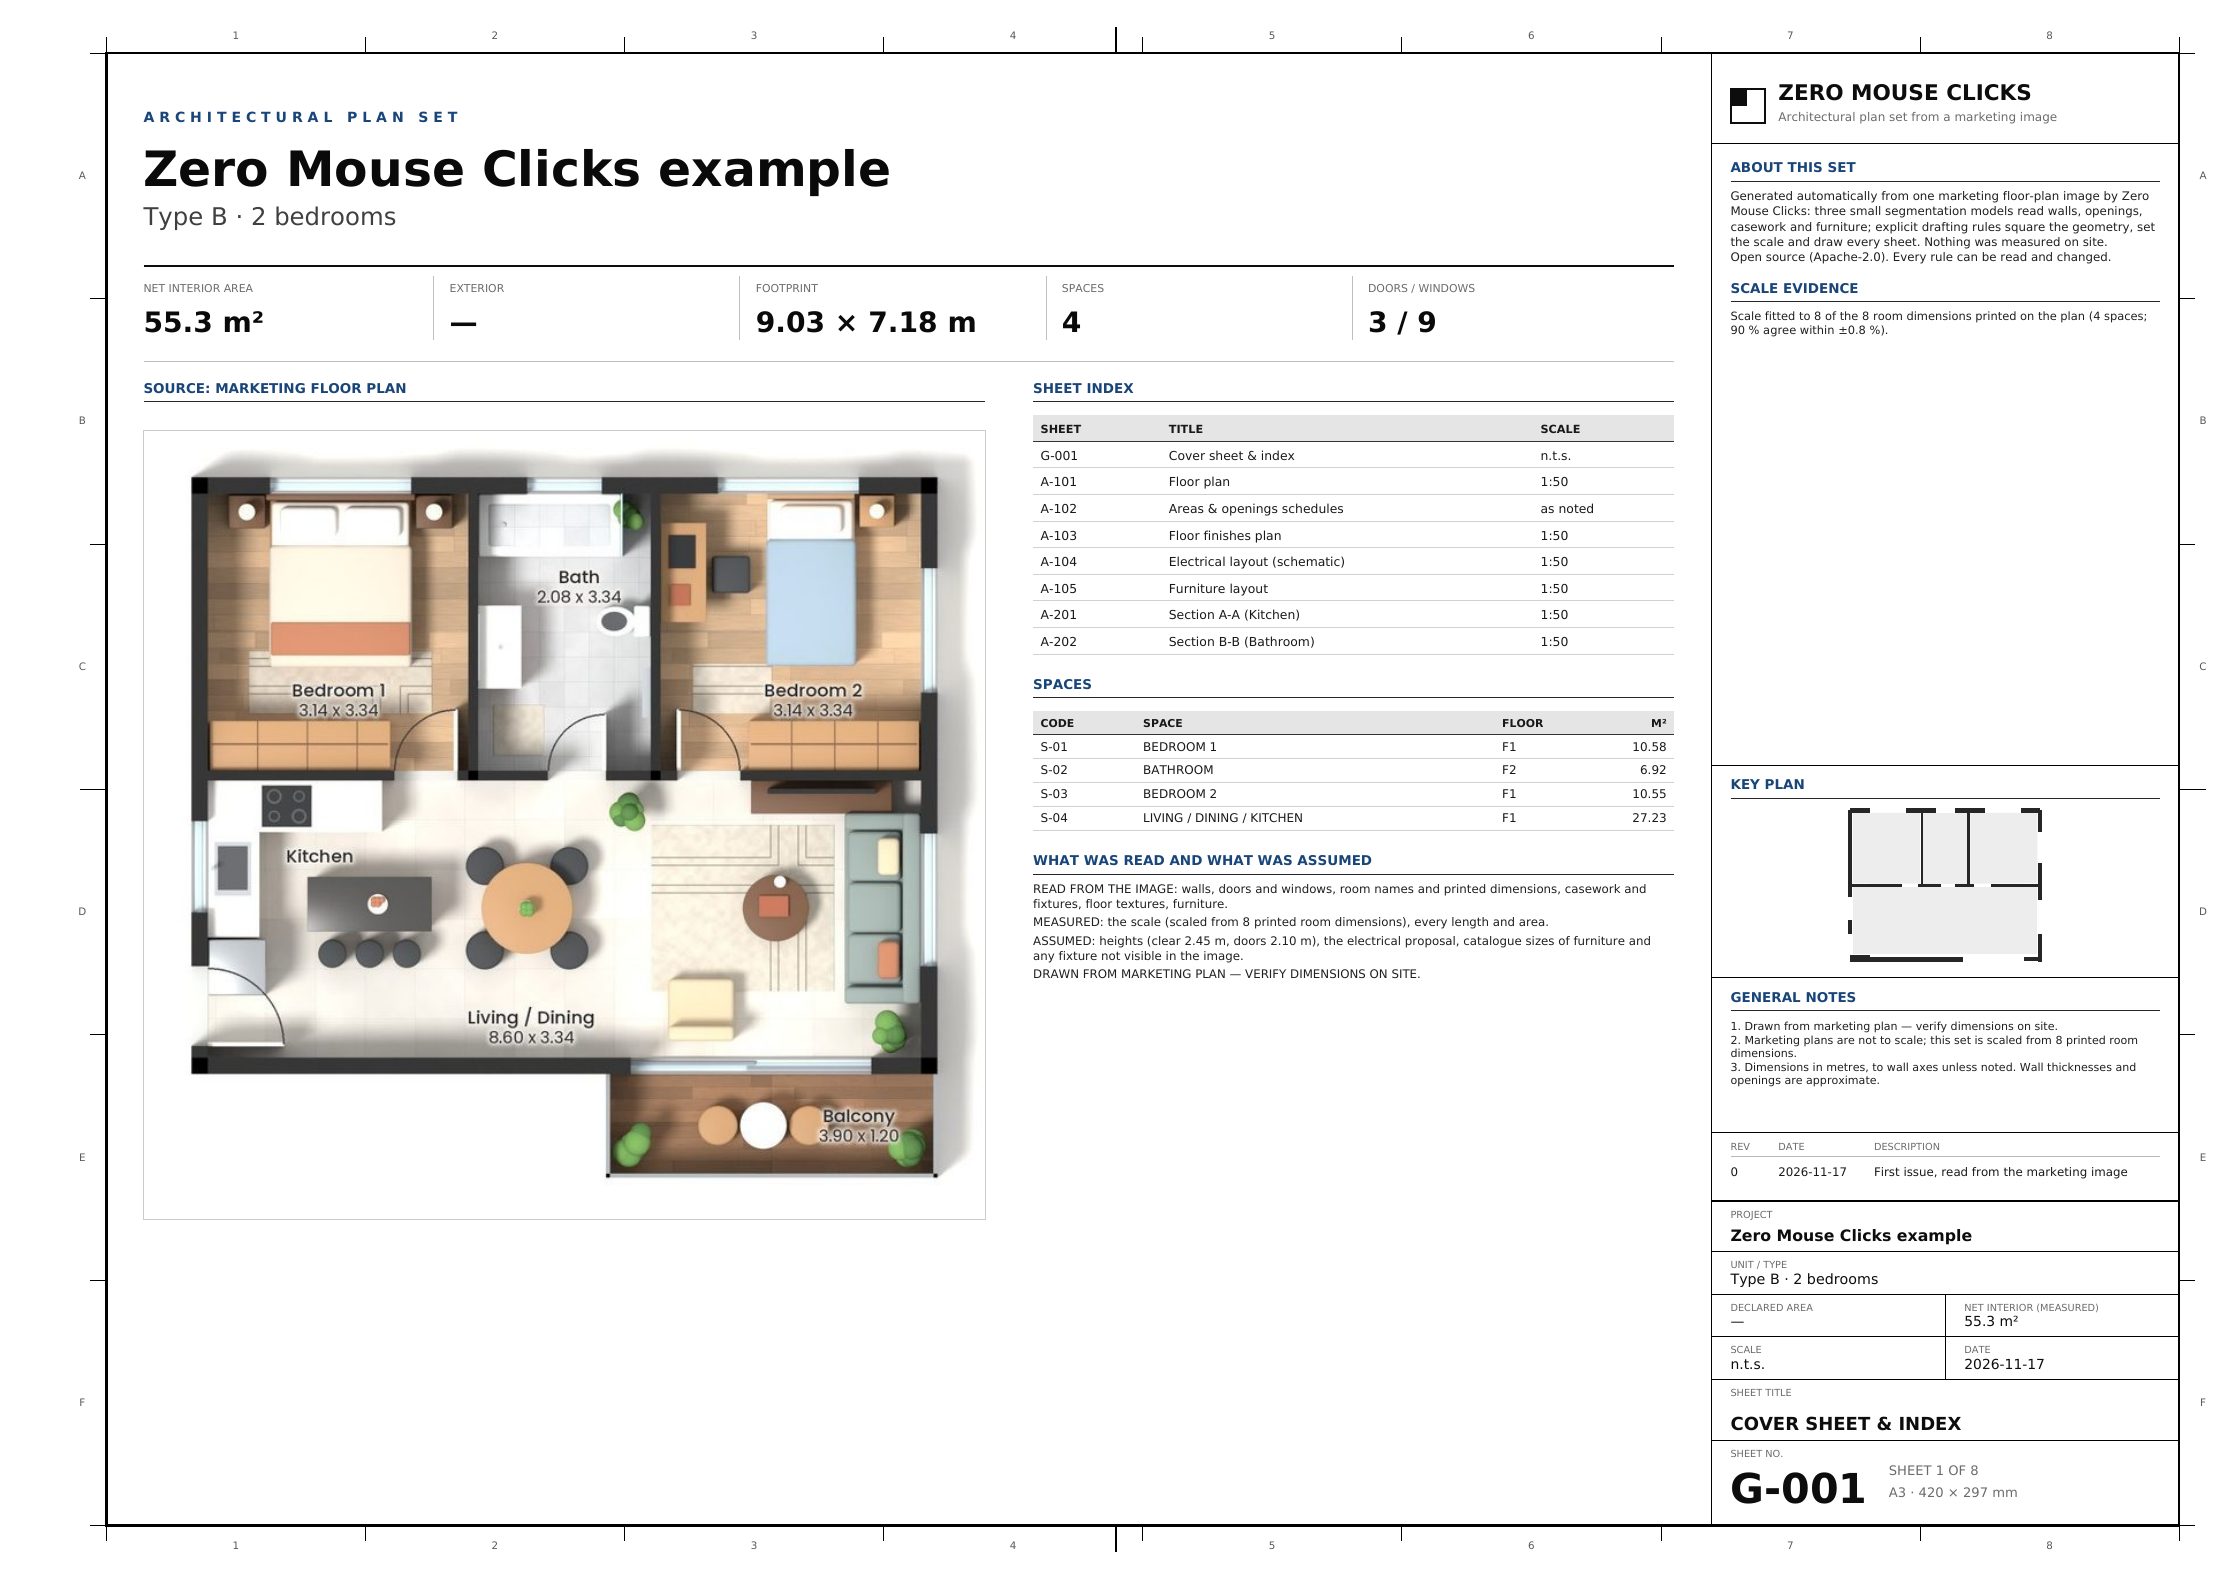 1 2 3 4 5 6 7 8
A B C D E F
ARCHITECTURAL PLAN SET
Zero Mouse Clicks example
Type B · 2 bedrooms
NET INTERIOR AREA
55.3 m²
EXTERIOR
—
FOOTPRINT
9.03 × 7.18 m
SPACES
4
DOORS / WINDOWS
3 / 9
SOURCE: MARKETING FLOOR PLAN
Bath
2.08 x 3.34
Bedroom 1
3.14 x 3.34
Bedroom 2
3.14 x 3.34
Kitchen
Living / Dining
8.60 x 3.34
Balcony
3.90 x 1.20
SHEET INDEX
SHEET TITLE SCALE
G-001 Cover sheet & index n.t.s.
A-101 Floor plan 1:50
A-102 Areas & openings schedules as noted
A-103 Floor finishes plan 1:50
A-104 Electrical layout (schematic) 1:50
A-105 Furniture layout 1:50
A-201 Section A-A (Kitchen) 1:50
A-202 Section B-B (Bathroom) 1:50
SPACES
CODE SPACE FLOOR M²
S-01 BEDROOM 1 F1 10.58
S-02 BATHROOM F2 6.92
S-03 BEDROOM 2 F1 10.55
S-04 LIVING / DINING / KITCHEN F1 27.23
WHAT WAS READ AND WHAT WAS ASSUMED
READ FROM THE IMAGE: walls, doors and windows, room names and printed dimensions, casework and
fixtures, floor textures, furniture.
MEASURED: the scale (scaled from 8 printed room dimensions), every length and area.
ASSUMED: heights (clear 2.45 m, doors 2.10 m), the electrical proposal, catalogue sizes of furniture and
any fixture not visible in the image.
DRAWN FROM MARKETING PLAN — VERIFY DIMENSIONS ON SITE.
ZERO MOUSE CLICKS
Architectural plan set from a marketing image
ABOUT THIS SET
Generated automatically from one marketing floor-plan image by Zero
Mouse Clicks: three small segmentation models read walls, openings,
casework and furniture; explicit drafting rules square the geometry, set
the scale and draw every sheet. Nothing was measured on site.
Open source (Apache-2.0). Every rule can be read and changed.
SCALE EVIDENCE
Scale fitted to 8 of the 8 room dimensions printed on the plan (4 spaces;
90 % agree within ±0.8 %).
KEY PLAN
GENERAL NOTES
1. Drawn from marketing plan — verify dimensions on site.
2. Marketing plans are not to scale; this set is scaled from 8 printed room
dimensions.
3. Dimensions in metres, to wall axes unless noted. Wall thicknesses and
openings are approximate.
REV DATE DESCRIPTION
0 2026-11-17 First issue, read from the marketing image
PROJECT
Zero Mouse Clicks example
UNIT / TYPE
Type B · 2 bedrooms
DECLARED AREA
—
NET INTERIOR (MEASURED)
55.3 m²
SCALE
n.t.s.
DATE
2026-11-17
SHEET TITLE
COVER SHEET & INDEX
SHEET NO.
G-001
SHEET 1 OF 8
A3 · 420 × 297 mm
A B C D E F
1 2 3 4 5 6 7 8